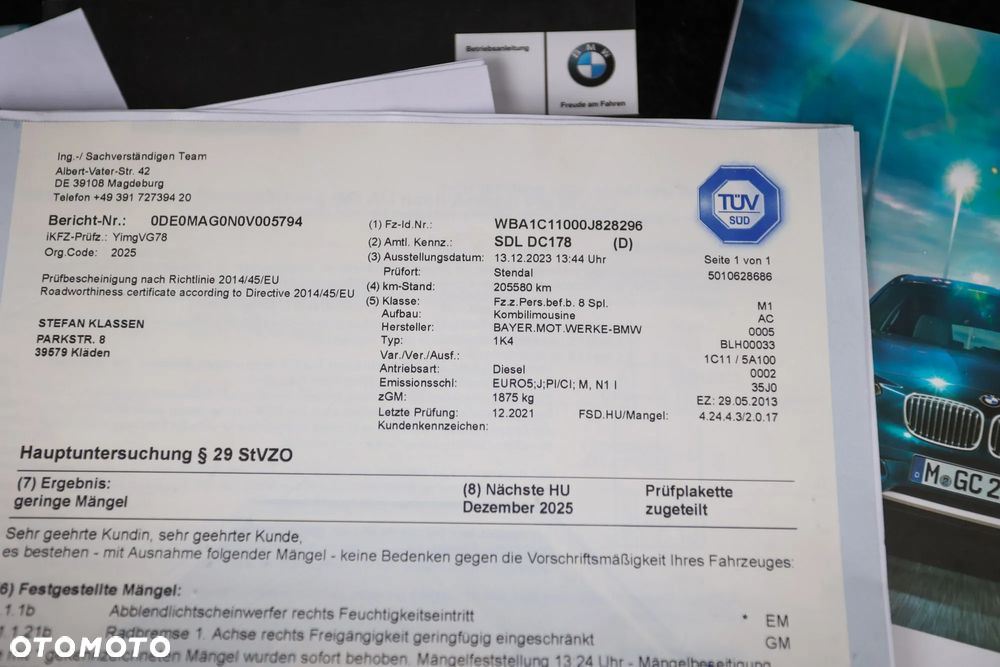 Betriebsanleitung
BMW
Freude am Fahren
Ing.-/ Sachverständigen Team
Albert-Vater-Str. 42
DE 39108 Magdeburg
Telefon +49 391 727394 20
Bericht-Nr.: 0DE0MAG0N0V005794
iKFZ-Prüfz.: YimgVG78
Org.Code: 2025
Prüfbescheinigung nach Richtlinie 2014/45/EU
Roadworthiness certificate according to Directive 2014/45/EU
STEFAN KLASSEN
PARKSTR. 8
39579 Kläden
TÜV
SÜD
Seite 1 von 1
5010628686
(1) Fz-Id.Nr.: WBA1C11000J828296
(2) Amtl. Kennz.: SDL DC178 (D)
(3) Ausstellungsdatum: 13.12.2023 13:44 Uhr
Prüfort: Stendal
(4) km-Stand: 205580 km
(5) Klasse: Fz.z.Pers.bef.b. 8 Spl. M1
Aufbau: Kombilimousine AC
Hersteller: BAYER.MOT.WERKE-BMW 0005
Typ: 1K4 BLH00033
Var./Ver./Ausf.: 1C11 / 5A100
Antriebsart: Diesel 0002
Emissionsschl: EURO5;J;PI/CI; M, N1 I 35J0
zGM: 1875 kg EZ: 29.05.2013
Letzte Prüfung: 12.2021 FSD.HU/Mangel: 4.24.4.3/2.0.17
Kundenkennzeichen:
Hauptuntersuchung § 29 StVZO
(7) Ergebnis: (8) Nächste HU Prüfplakette
geringe Mängel Dezember 2025 zugeteilt
Sehr geehrte Kundin, sehr geehrter Kunde,
es bestehen - mit Ausnahme folgender Mängel - keine Bedenken gegen die Vorschriftsmäßigkeit Ihres Fahrzeuges:
6) Festgestellte Mängel:
.1.1b Abblendlichtscheinwerfer rechts Feuchtigkeitseintritt * EM
.1.21b Radbremse 1. Achse rechts Freigängigkeit geringfügig eingeschränkt GM
gekennzeichneten Mängel wurden sofort behoben. Mängelfeststellung 13.24 Uhr - Mängelbeseitigung
M GC 2
OTOMOTO